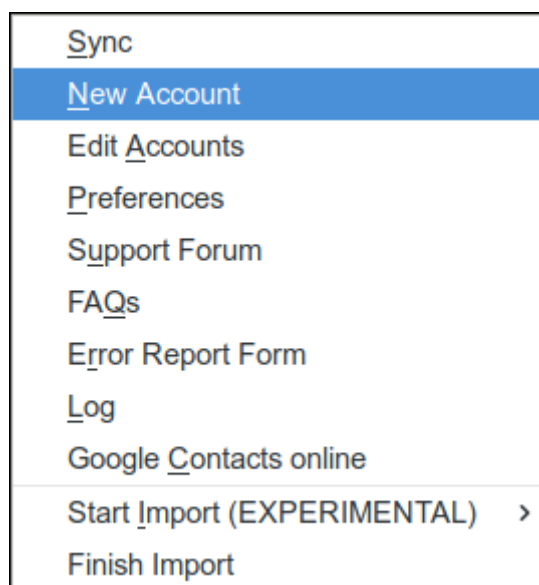 Sync
New Account
Edit Accounts
Preferences
Support Forum
FAQs
Error Report Form
Log
Google Contacts online
Start Import (EXPERIMENTAL)
Finish Import